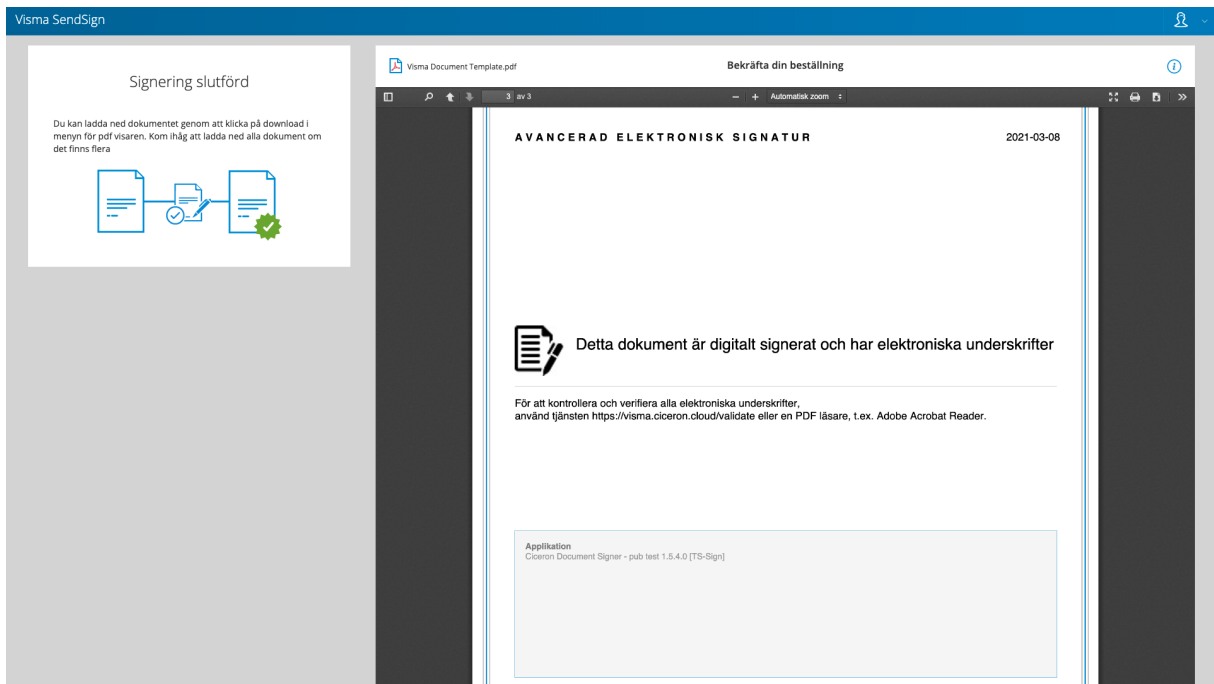 Visma SendSign
Signering slutförd
Du kan ladda ned dokumentet genom att klicka på download i
menyn för pdf visaren. Kom ihåg att ladda ned alla dokument om
det finns flera
Visma Document Template.pdf
Bekräfta din beställning
3 av 3
Automatisk zoom
AVANCERAD ELEKTRONISK SIGNATUR
2021-03-08
Detta dokument är digitalt signerat och har elektroniska underskrifter
För att kontrollera och verifiera alla elektroniska underskrifter,
använd tjänsten https://visma.ciceron.cloud/validate eller en PDF läsare, t.ex. Adobe Acrobat Reader.
Applikation
Ciceron Document Signer - pub test 1.5.4.0 [TS-Sign]